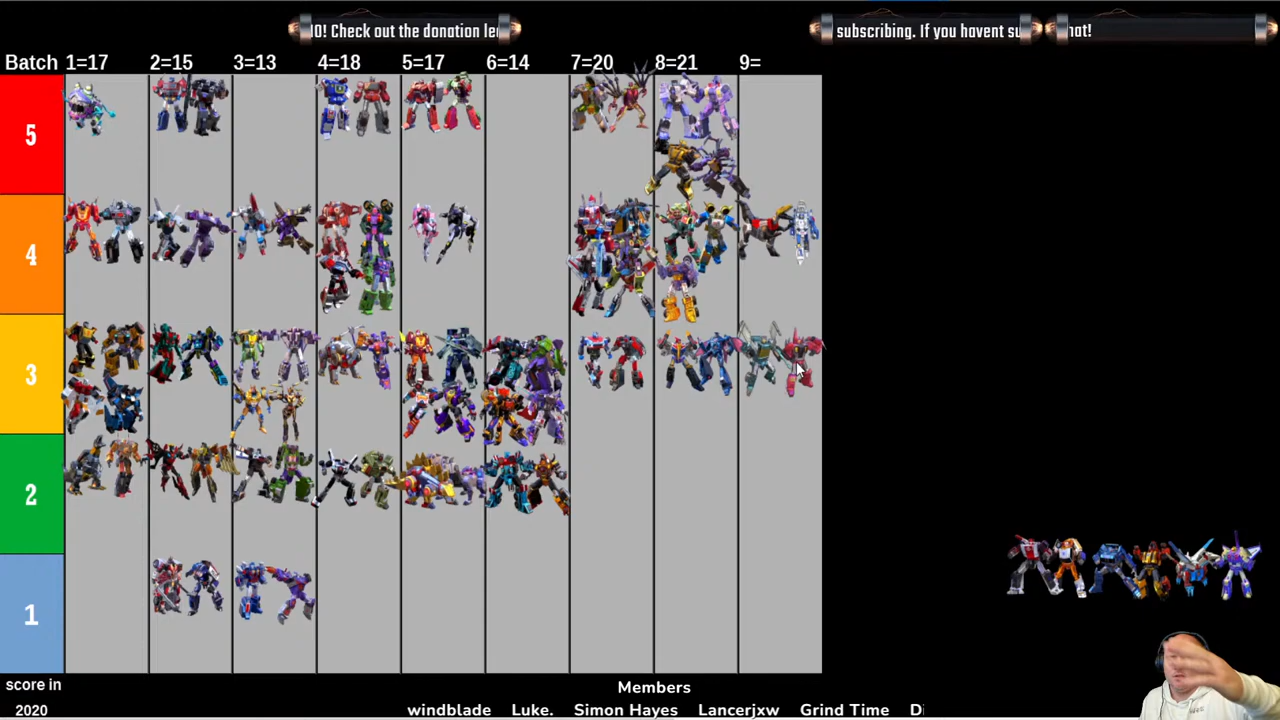 IO! Check out the donation le
subscribing. If you havent su
hat!
Batch 1=17 2=15 3=13 4=18 5=17 6=14 7=20 8=21 9=
5
4
3
2
1
score in
2020
Members
windblade Luke. Simon Hayes Lancerjxw Grind Time Di